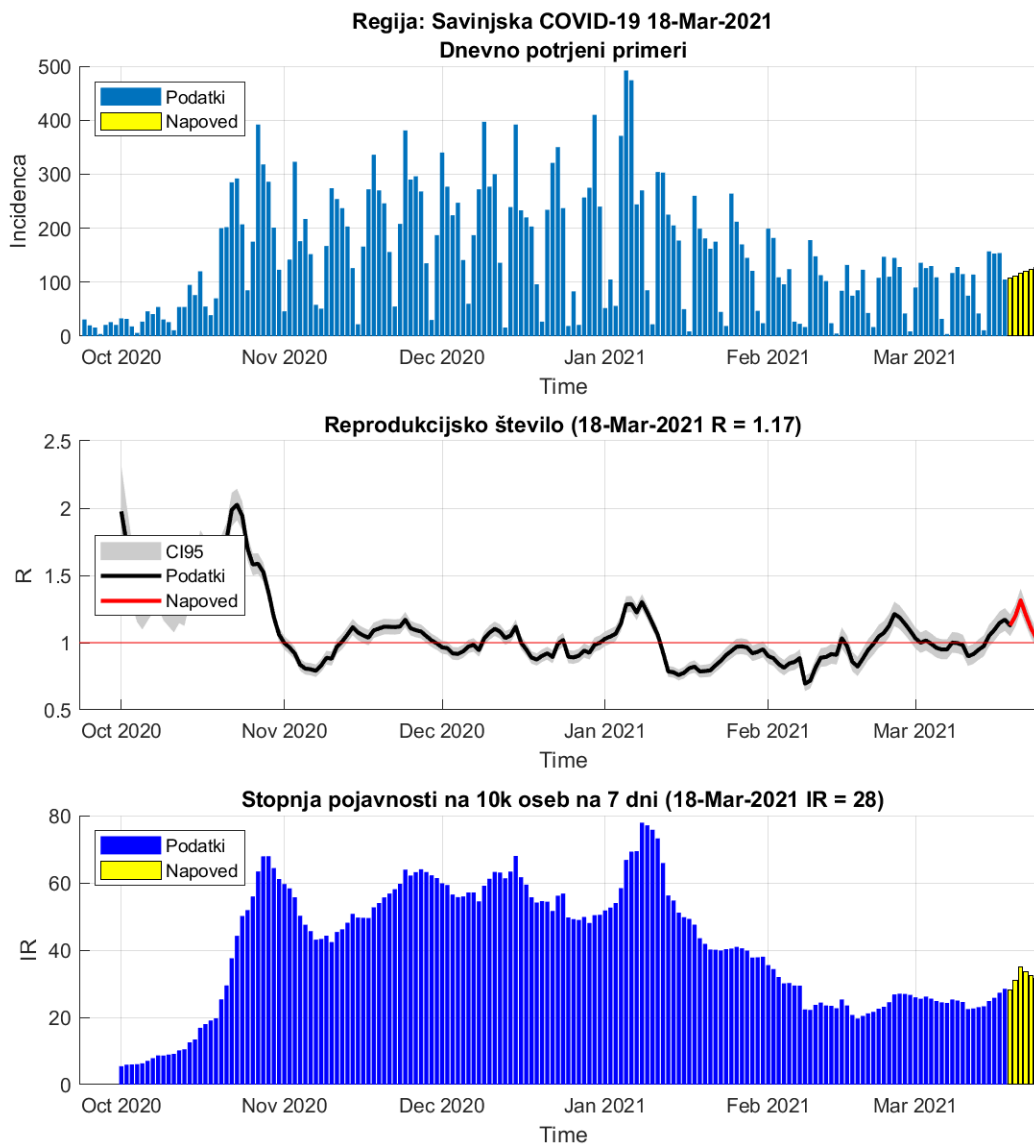 Regija: Savinjska COVID-19 18-Mar-2021
Dnevno potrjeni primeri
500
400
300
200
100
0
Incidenca
Podatki
Napoved
Oct 2020 Nov 2020 Dec 2020 Jan 2021 Feb 2021 Mar 2021
Time
Reprodukcijsko število (18-Mar-2021 R = 1.17)
2.5
2
1.5
1
0.5
R
CI95
Podatki
Napoved
Oct 2020 Nov 2020 Dec 2020 Jan 2021 Feb 2021 Mar 2021
Time
Stopnja pojavnosti na 10k oseb na 7 dni (18-Mar-2021 IR = 28)
80
60
40
20
0
IR
Podatki
Napoved
Oct 2020 Nov 2020 Dec 2020 Jan 2021 Feb 2021 Mar 2021
Time